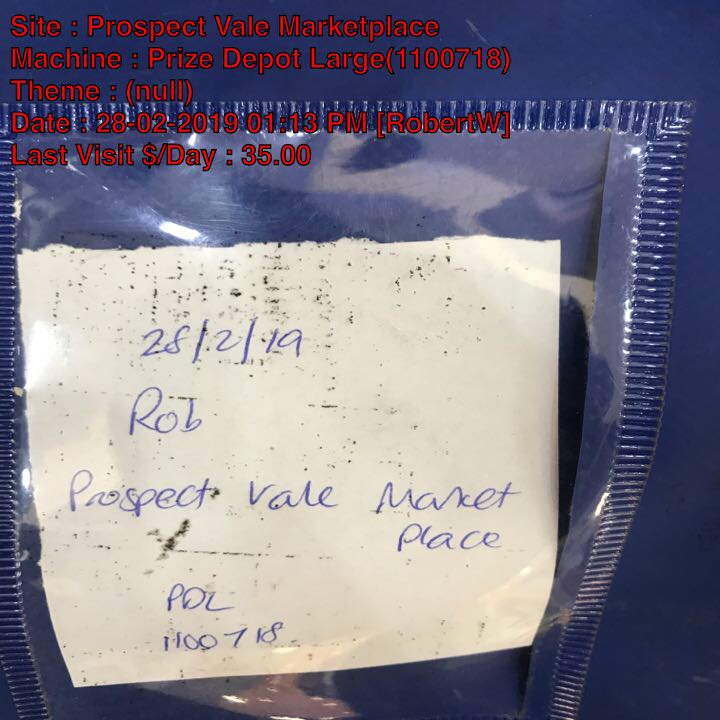 Site : Prospect Vale Marketplace
Machine : Prize Depot Large(1100718)
Theme : (null)
Date : 28-02-2019 01:13 PM [RobertW]
Last Visit $/Day : 35.00
28/2/19
Rob
Prospect Vale Market
Place
PDL
1100718